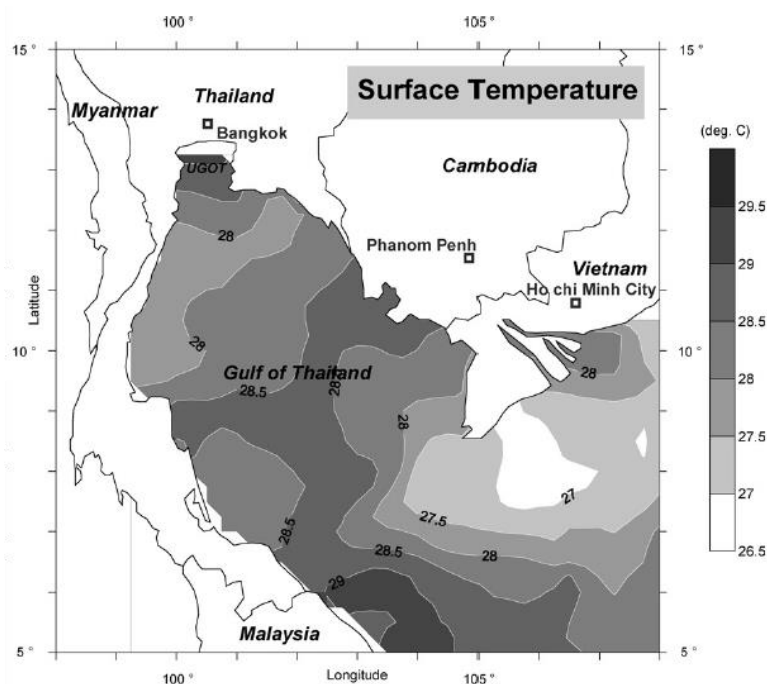 100 °
105 °
15 °
15 °
Surface Temperature
Thailand
Myanmar
Bangkok
(deg. C)
UGOT
Cambodia
29.5
28
Phanom Penh
29
Vietnam
Ho chi Minh City
28.5
Latitude
28
10 °
10 °
Gulf of Thailand
28
28
28.5
28
28
27.5
27
27
27.5
28.5
28.5
28
26.5
29
Malaysia
5 °
5 °
100 °
Longitude
105 °